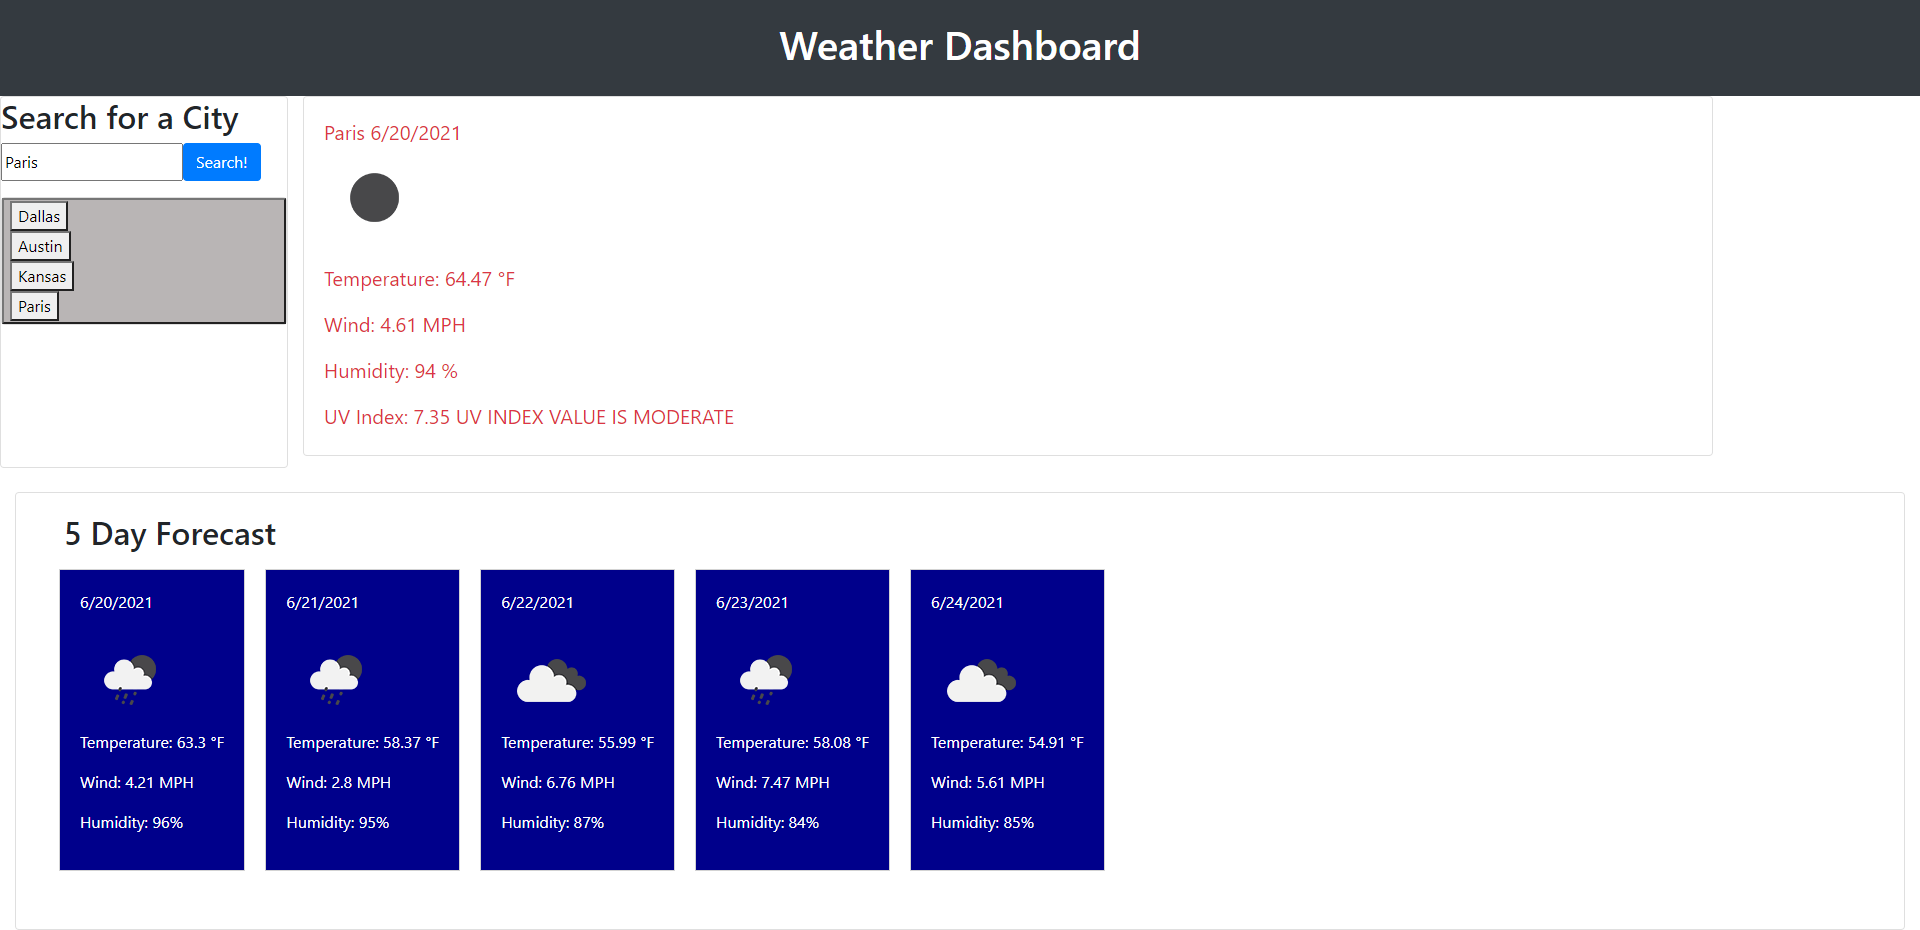 Weather Dashboard
Search for a City
Paris
Search!
Dallas
Austin
Kansas
Paris
Paris 6/20/2021
Temperature: 64.47 °F
Wind: 4.61 MPH
Humidity: 94 %
UV Index: 7.35 UV INDEX VALUE IS MODERATE
5 Day Forecast
6/20/2021
Temperature: 63.3 °F
Wind: 4.21 MPH
Humidity: 96%
6/21/2021
Temperature: 58.37 °F
Wind: 2.8 MPH
Humidity: 95%
6/22/2021
Temperature: 55.99 °F
Wind: 6.76 MPH
Humidity: 87%
6/23/2021
Temperature: 58.08 °F
Wind: 7.47 MPH
Humidity: 84%
6/24/2021
Temperature: 54.91 °F
Wind: 5.61 MPH
Humidity: 85%